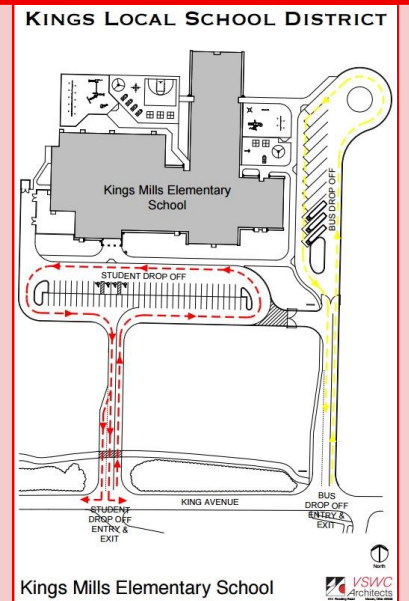 KINGS LOCAL SCHOOL DISTRICT
Kings Mills Elementary
School
BUS DROP OFF
STUDENT DROP OFF
KING AVENUE
STUDENT
DROP OFF
ENTRY &
EXIT
BUS
DROP OFF
ENTRY &
EXIT
North
Kings Mills Elementary School
VSWC
Architects